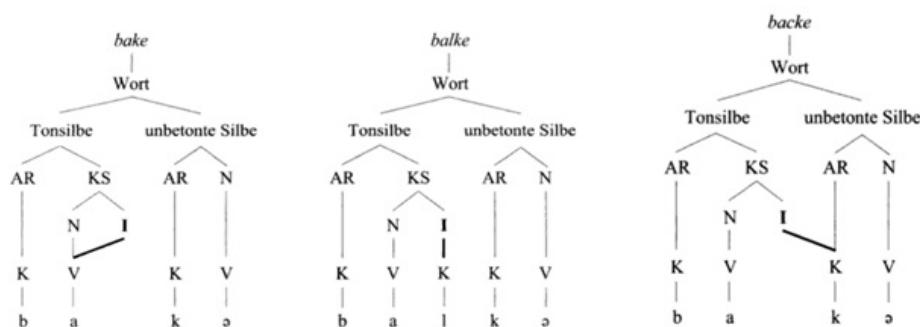 bake
Wort
Tonsilbe unbetonte Silbe
AR KS AR N
N I
K V K V
b a k ə
balke
Wort
Tonsilbe unbetonte Silbe
AR KS AR N
N I
K V K K V
b a l k ə
backe
Wort
Tonsilbe unbetonte Silbe
AR KS AR N
N I
K V K V
b a k ə